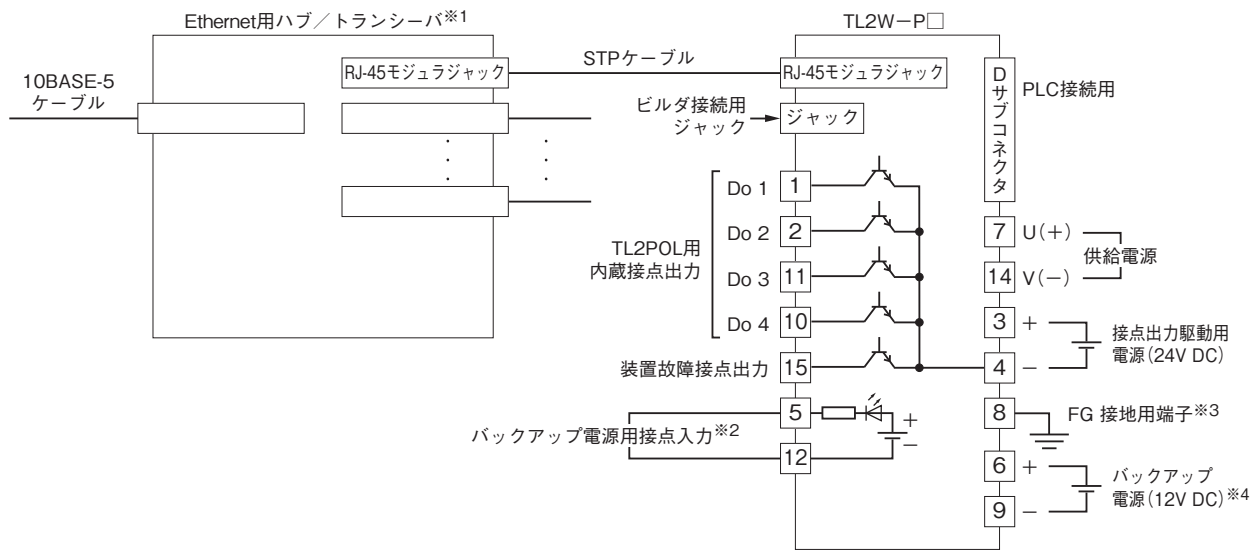 Ethernet用ハブ／トランシーバ※1
TL2W－P□
10BASE-5
ケーブル
RJ-45モジュラジャック
STPケーブル
RJ-45モジュラジャック
Dサブコネクタ
PLC接続用
ビルダ接続用
ジャック
ジャック
TL2POL用
内蔵接点出力
Do 1
1
Do 2
2
Do 3
11
Do 4
10
装置故障接点出力
15
バックアップ電源用接点入力※2
5
+
−
12
7
U(+)
供給電源
14
V(−)
3
+
接点出力駆動用
電源(24V DC)
4
−
8
FG 接地用端子※3
6
+
バックアップ
電源(12V DC)※4
9
−